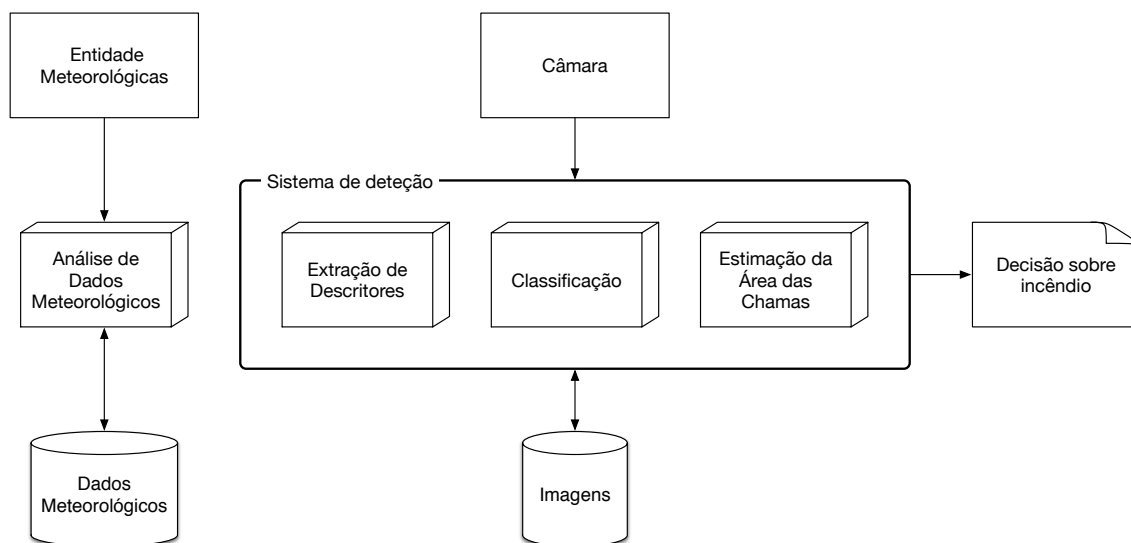 Entidade
Meteorológicas
Câmara
Sistema de deteção
Análise de
Dados
Meteorológicos
Extração de
Descritores
Classificação
Estimação da
Área das
Chamas
Decisão sobre
incêndio
Dados
Meteorológicos
Imagens